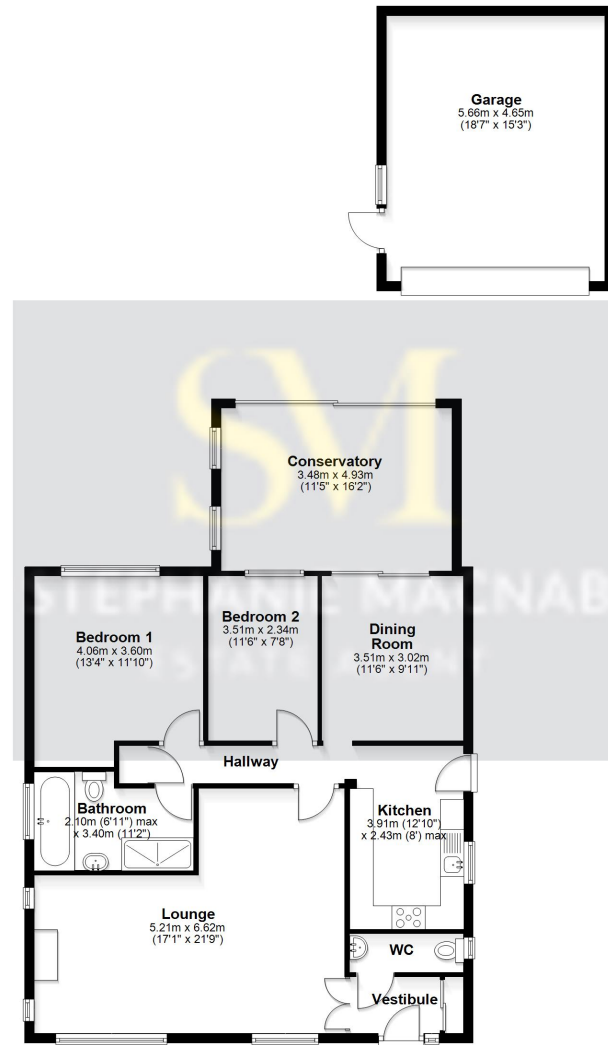 Garage
5.66m x 4.65m
(18'7" x 15'3")
SM
Conservatory
3.48m x 4.93m
(11'5" x 16'2")
STEPHANIE MACNAB
ESTATE AGENT
Bedroom 1
4.06m x 3.60m
(13'4" x 11'10")
Bedroom 2
3.51m x 2.34m
(11'6" x 7'8")
Dining
Room
3.51m x 3.02m
(11'6" x 9'11")
Hallway
Bathroom
2.10m (6'11") max
x 3.40m (11'2")
Kitchen
3.91m (12'10")
x 2.43m (8') max
Lounge
5.21m x 6.62m
(17'1" x 21'9")
WC
Vestibule